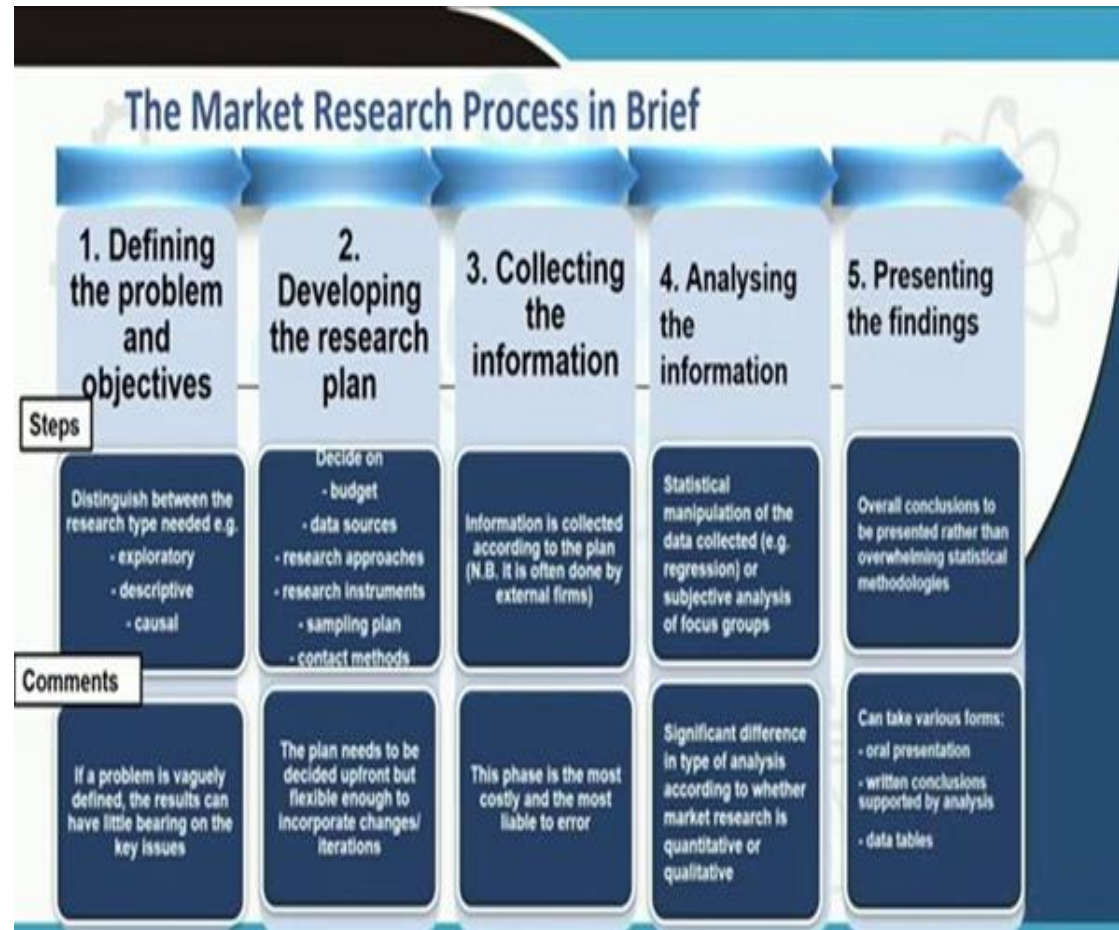 The Market Research Process in Brief
1. Defining
the problem
and
objectives
2.
Developing
the research
plan
3. Collecting
the
information
4. Analysing
the
information
5. Presenting
the findings
Steps
Distinguish between the
research type needed e.g.
- exploratory
- descriptive
- causal
Decide on
- budget
- data sources
- research approaches
- research instruments
- sampling plan
- contact methods
Information is collected
according to the plan
(N.B. it is often done by
external firms)
Statistical
manipulation of the
data collected (e.g.
regression) or
subjective analysis
of focus groups
Overall conclusions to
be presented rather than
overwhelming statistical
methodologies
Comments
If a problem is vaguely
defined, the results can
have little bearing on the
key issues
The plan needs to be
decided upfront but
flexible enough to
incorporate changes/
iterations
This phase is the most
costly and the most
liable to error
Significant difference
in type of analysis
according to whether
market research is
quantitative or
qualitative
Can take various forms:
- oral presentation
- written conclusions
supported by analysis
- data tables